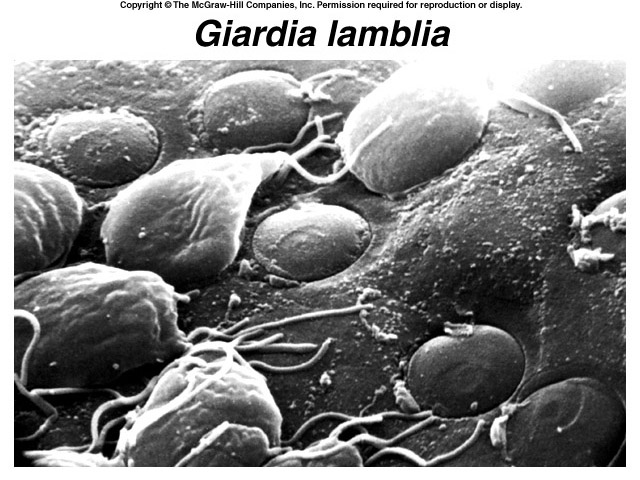 Copyright © The McGraw-Hill Companies, Inc. Permission required for reproduction or display.
Giardia lamblia